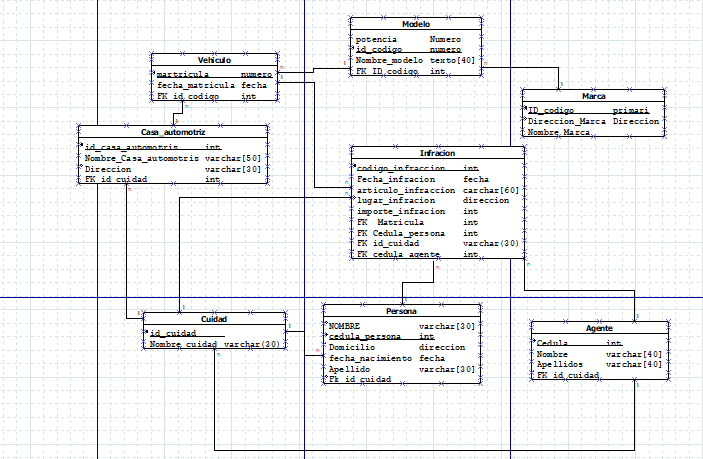 Modelo
potencia Numero
id_codigo numero
Nombre_modelo texto[40]
FK ID_codigo int
Vehiculo
martricula numero
fecha_matricula fecha
FK id_codigo int
Marca
ID_codigo primari
Direccion_Marca Direccion
Nombre_Marca
Casa_automotriz
id_casa_automotris int
Nombre_Casa_automotris varchar[50]
Direccion varchar[30]
FK id_cuidad int
Infracion
codigo_infraccion int
Fecha_infracion fecha
articulo_infraccion carchar[60]
lugar_infracion direccion
importe_infracion int
FK Matricula int
FK Cedula_persona int
FK id_cuidad varchar(30)
FK cedula_agente int
Cuidad
id_cuidad
Nombre_cuidad varchar(30)
Persona
NOMBRE varchar[30]
cedula_persona int
Domicilio direccion
fecha_nacimiento fecha
Apellido varchar[30]
Fk id_cuidad
Agente
Cedula int
Nombre varchar[40]
Apellidos varchar[40]
FK id_cuidad